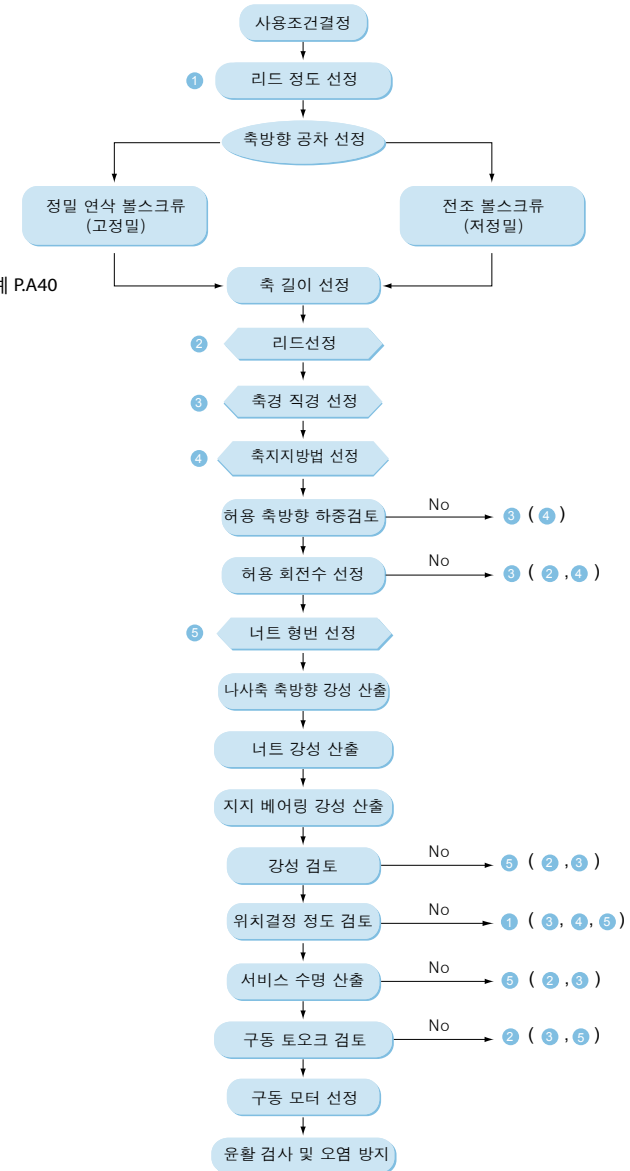 사용조건결정
1 리드 정도 선정
축방향 공차 선정
정밀 연삭 볼스크류
(고정밀)
전조 볼스크류
(저정밀)
P.A40
축 길이 선정
2 리드선정
3 축경 직경 선정
4 축지지방법 선정
허용 축방향 하중검토 No 3 ( 4 )
허용 회전수 선정 No 3 ( 2 , 4 )
5 너트 형번 선정
나사축 축방향 강성 산출
너트 강성 산출
지지 베어링 강성 산출
강성 검토 No 5 ( 2 , 3 )
위치결정 정도 검토 No 1 ( 3, 4, 5 )
서비스 수명 산출 No 5 ( 2 , 3 )
구동 토오크 검토 No 2 ( 3 , 5 )
구동 모터 선정
윤활 검사 및 오염 방지